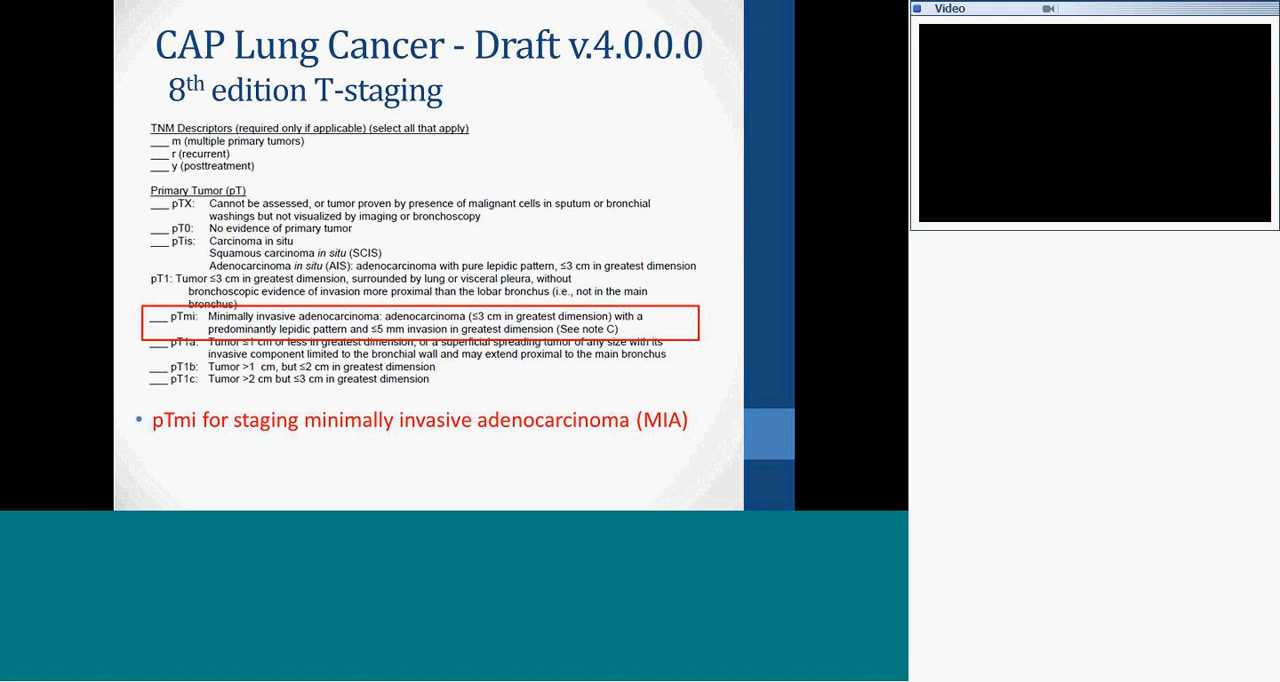 Video
CAP Lung Cancer - Draft v.4.0.0.0
8th edition T-staging
TNM Descriptors (required only if applicable) (select all that apply)
___ m (multiple primary tumors)
___ r (recurrent)
___ y (posttreatment)
Primary Tumor (pT)
___ pTX: Cannot be assessed, or tumor proven by presence of malignant cells in sputum or bronchial
washings but not visualized by imaging or bronchoscopy
___ pT0: No evidence of primary tumor
___ pTis: Carcinoma in situ
Squamous carcinoma in situ (SCIS)
Adenocarcinoma in situ (AIS): adenocarcinoma with pure lepidic pattern, ≤3 cm in greatest dimension
pT1: Tumor ≤3 cm in greatest dimension, surrounded by lung or visceral pleura, without
bronchoscopic evidence of invasion more proximal than the lobar bronchus (i.e., not in the main
bronchus)
___ pTmi: Minimally invasive adenocarcinoma: adenocarcinoma (≤3 cm in greatest dimension) with a
predominantly lepidic pattern and ≤5 mm invasion in greatest dimension (See note C)
___ pT1a: Tumor ≤1 cm or less in greatest dimension, or a superficial spreading tumor of any size with its
invasive component limited to the bronchial wall and may extend proximal to the main bronchus
___ pT1b: Tumor >1 cm, but ≤2 cm in greatest dimension
___ pT1c: Tumor >2 cm but ≤3 cm in greatest dimension
• pTmi for staging minimally invasive adenocarcinoma (MIA)